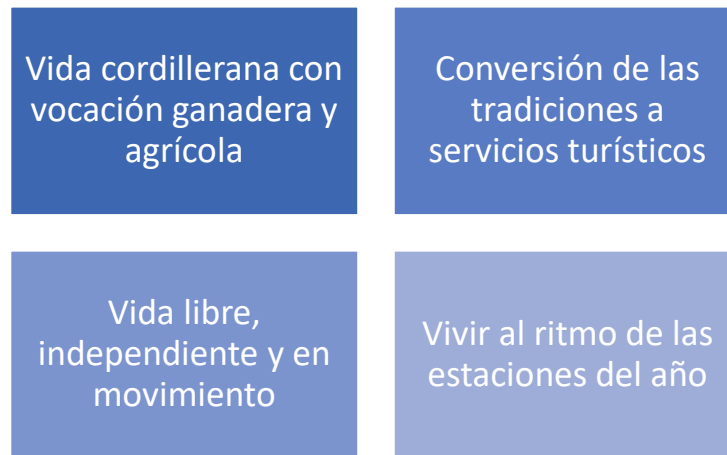 Vida cordillerana con
vocación ganadera y
agrícola
Conversión de las
tradiciones a
servicios turísticos
Vida libre,
independiente y en
movimiento
Vivir al ritmo de las
estaciones del año